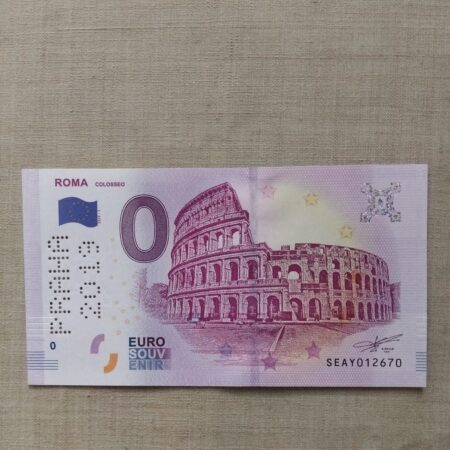 ROMA COLOSSEO
0
PRAHA
2019
0
EURO
SOUV
ENIR
SEAY012670